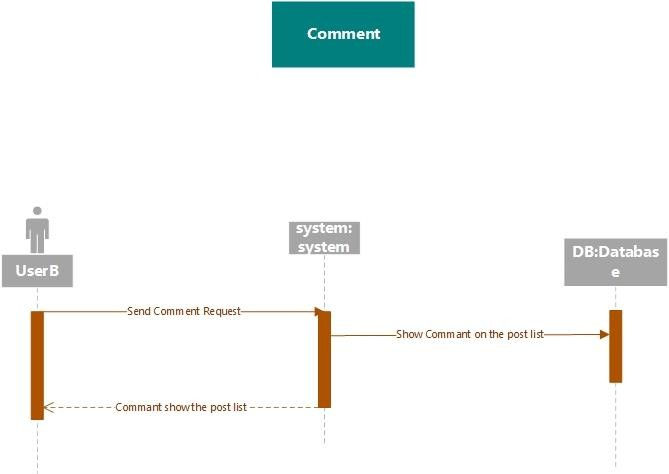 Comment
system:
system
DB:Databas
e
UserB
Send Comment Request
Show Commant on the post list
Commant show the post list